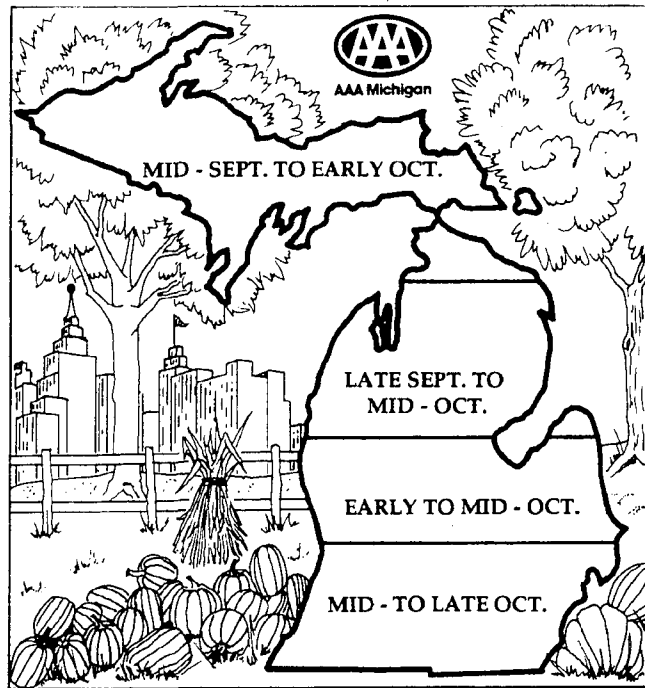 AAA
AAA Michigan
MID - SEPT. TO EARLY OCT.
LATE SEPT. TO
MID - OCT.
EARLY TO MID - OCT.
MID - TO LATE OCT.